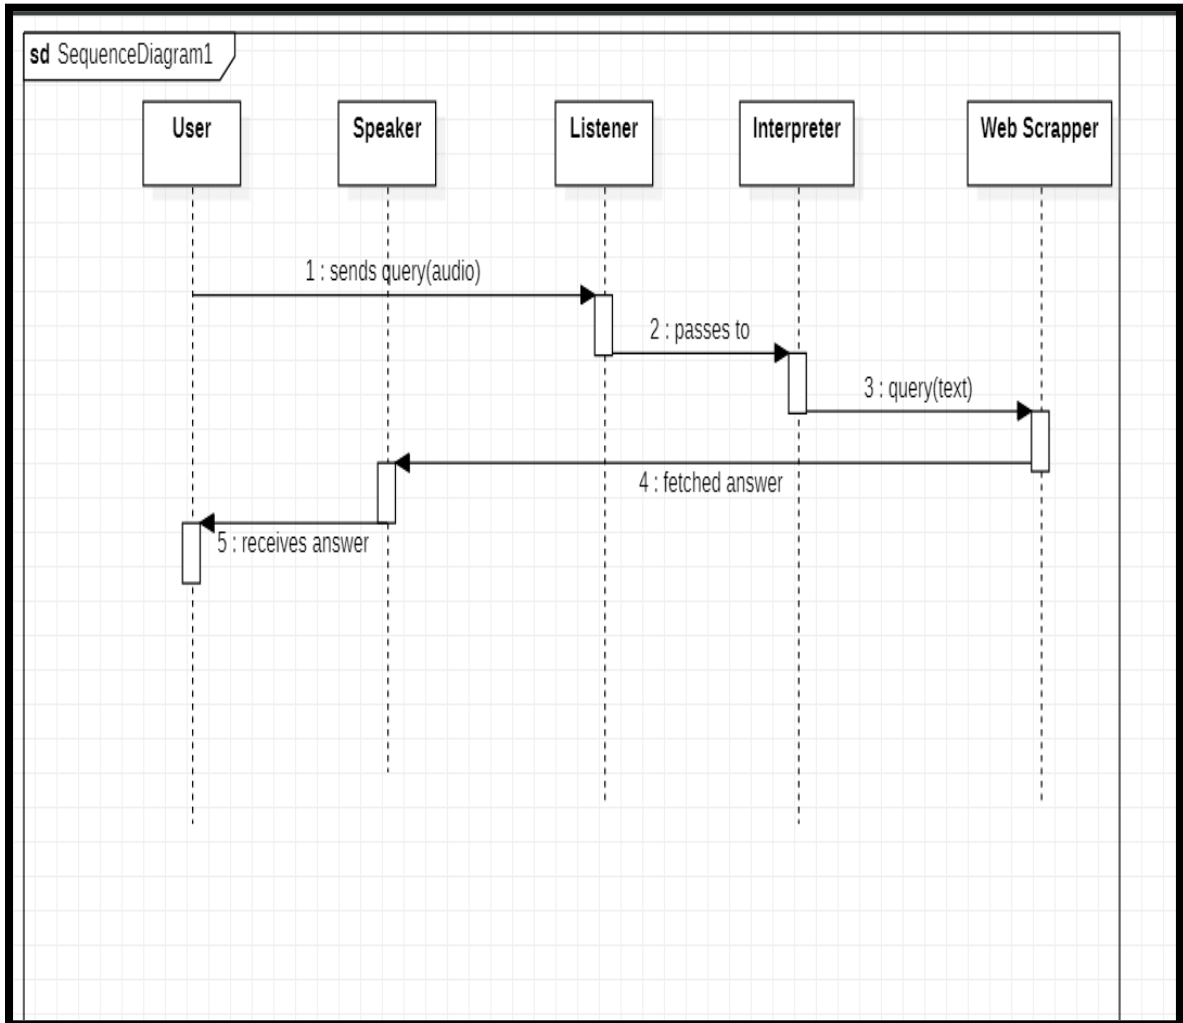 sd SequenceDiagram1
User
Speaker
Listener
Interpreter
Web Scrapper
1 : sends query(audio)
2 : passes to
3 : query(text)
4 : fetched answer
5 : receives answer